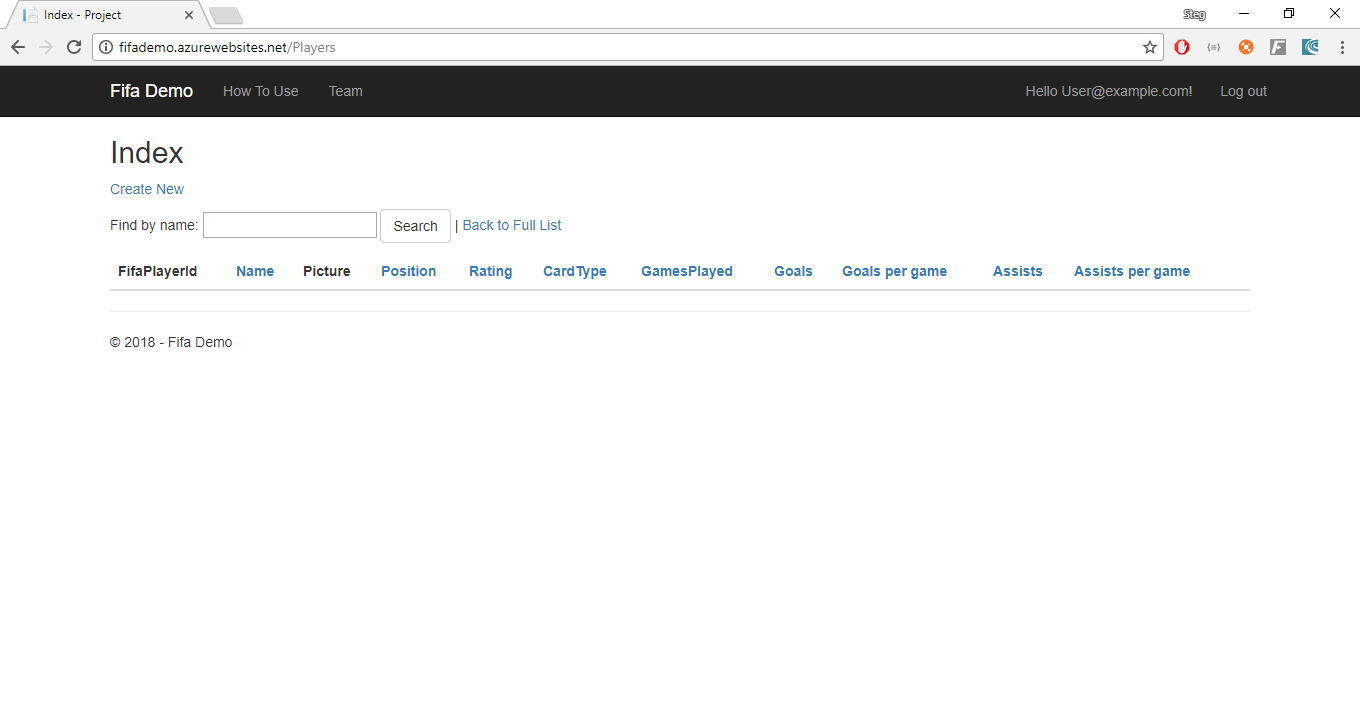 Index - Project
Steg
fifademo.azurewebsites.net/Players
Fifa Demo How To Use Team Hello User@example.com! Log out
Index
Create New
Find by name: Search | Back to Full List
FifaPlayerId Name Picture Position Rating CardType GamesPlayed Goals Goals per game Assists Assists per game
© 2018 - Fifa Demo